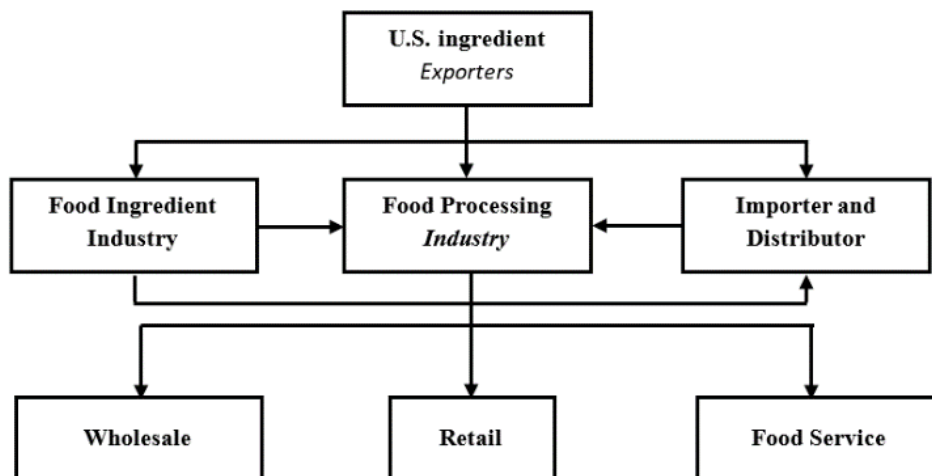 U.S. ingredient
Exporters
Food Ingredient
Industry
Food Processing
Industry
Importer and
Distributor
Wholesale
Retail
Food Service